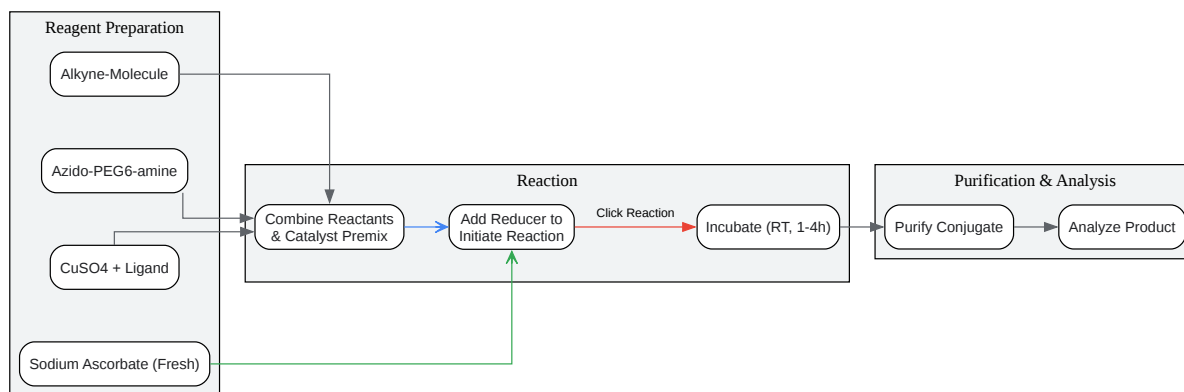 Reagent Preparation
Alkyne-Molecule
Azido-PEG6-amine
CuSO4 + Ligand
Sodium Ascorbate (Fresh)
Reaction
Combine Reactants
& Catalyst Premix
Add Reducer to
Initiate Reaction
Click Reaction
Incubate (RT, 1-4h)
Purification & Analysis
Purify Conjugate
Analyze Product